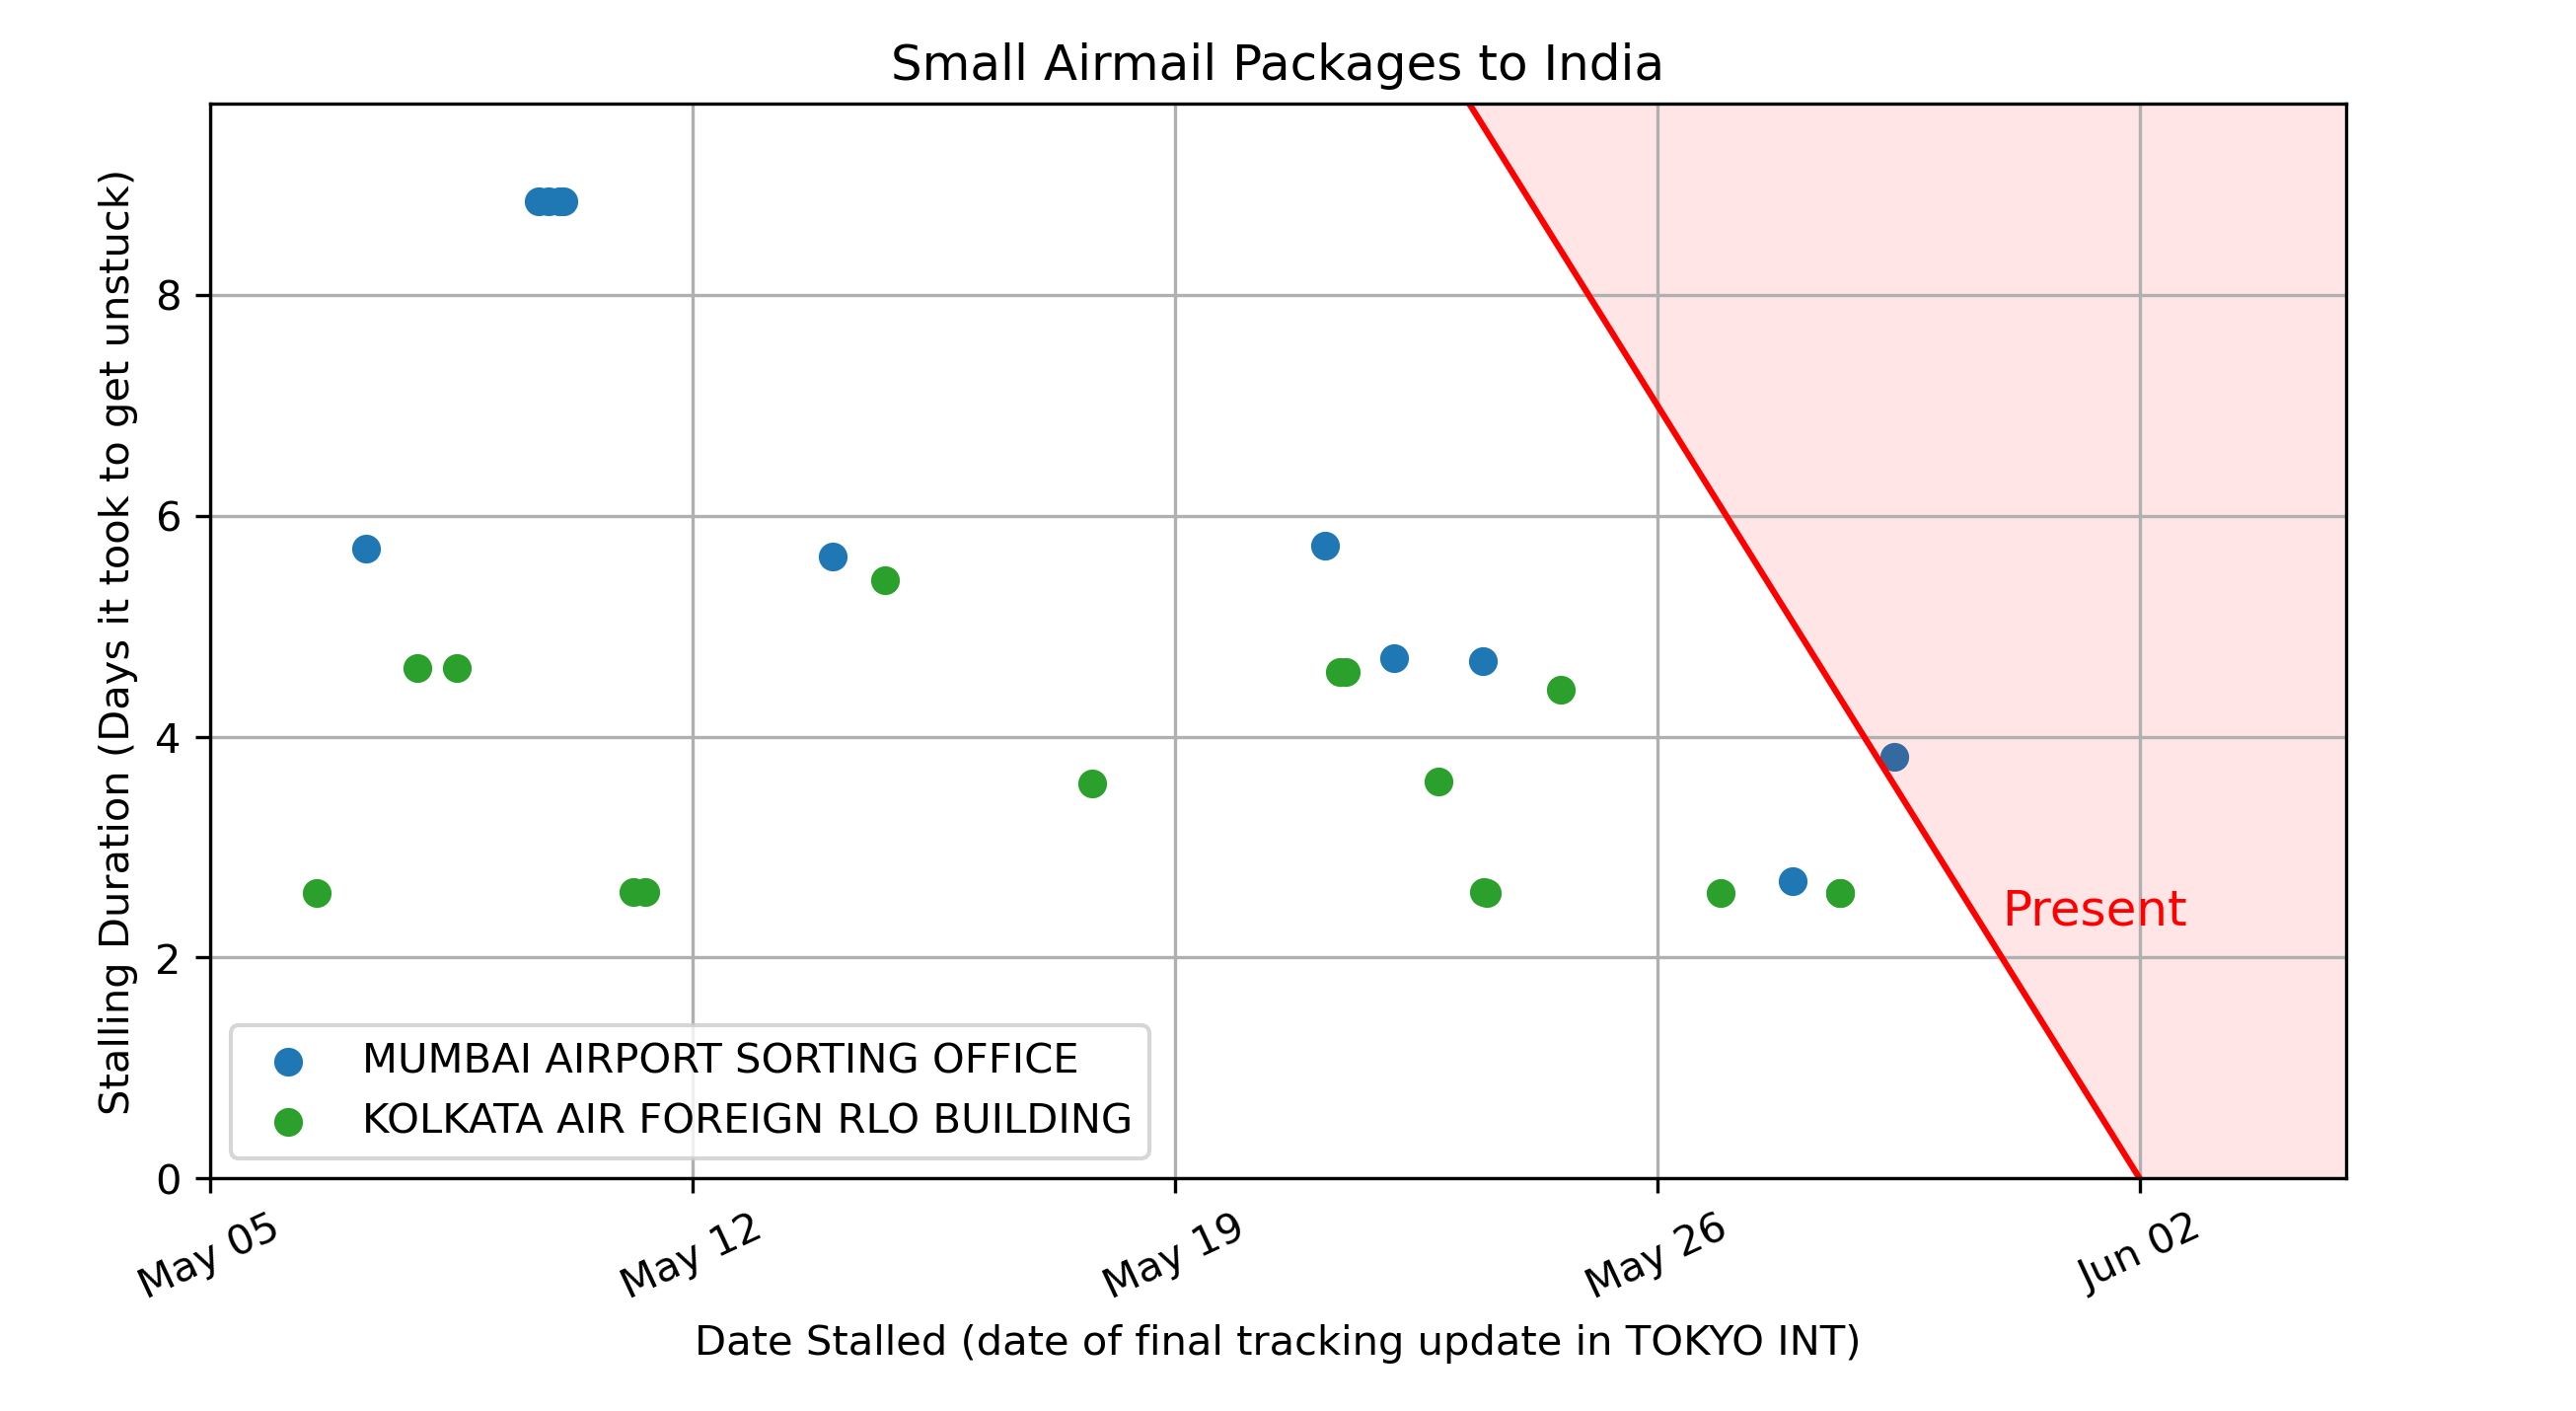 Small Airmail Packages to India
Stalling Duration (Days it took to get unstuck)
8
6
4
2
0
Present
MUMBAI AIRPORT SORTING OFFICE
KOLKATA AIR FOREIGN RLO BUILDING
May 05
May 12
May 19
May 26
Jun 02
Date Stalled (date of final tracking update in TOKYO INT)